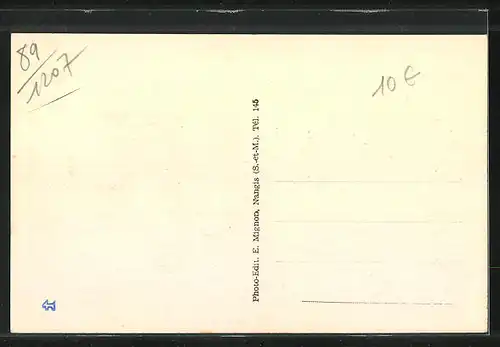 89
1207
10€
Photo-Edit. E. Mignon, Nangis (S.-et-M.). Tél. 145